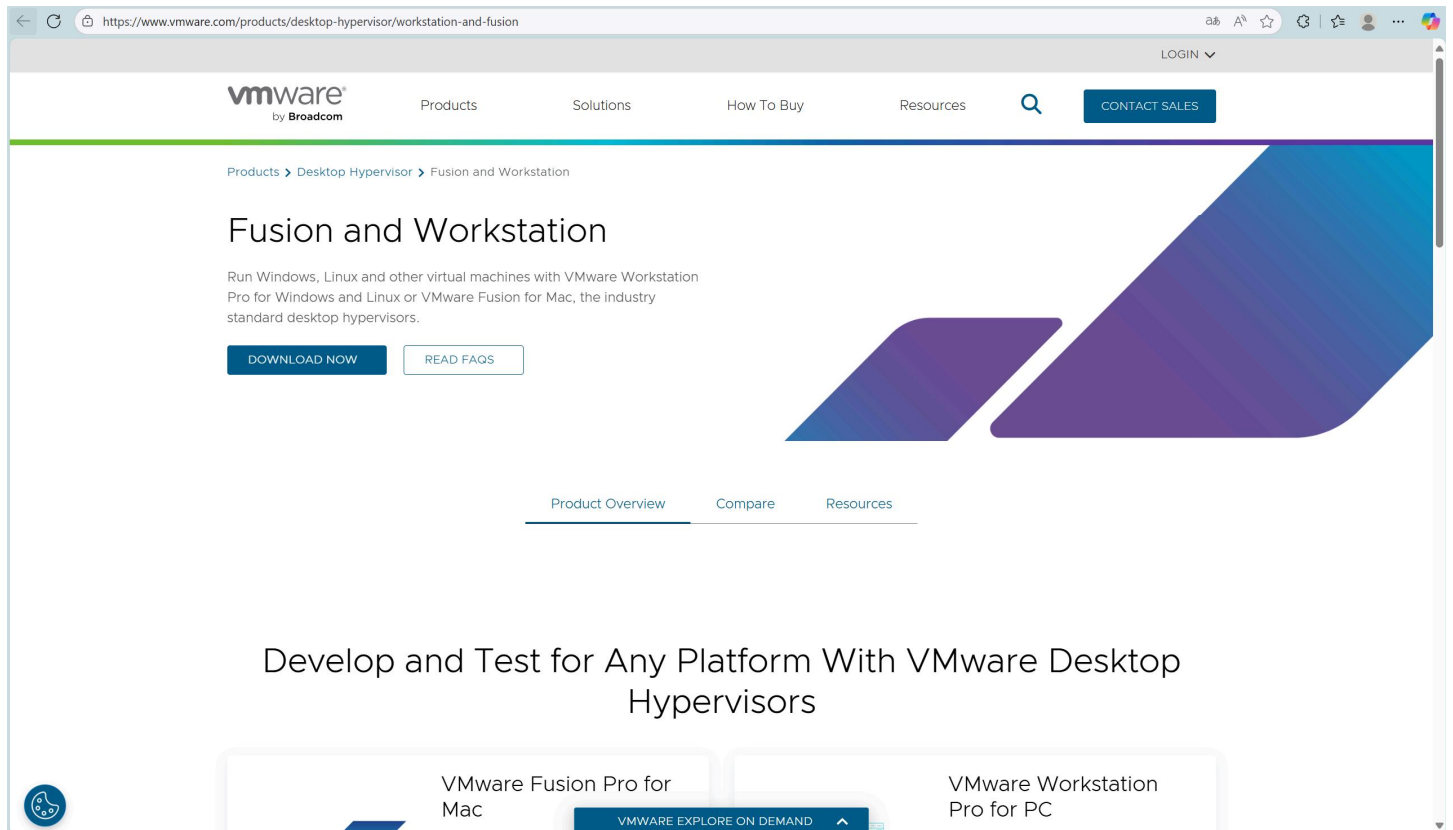 https://www.vmware.com/products/desktop-hypervisor/workstation-and-fusion
LOGIN
vmware®
by Broadcom
Products
Solutions
How To Buy
Resources
CONTACT SALES
Products > Desktop Hypervisor > Fusion and Workstation
Fusion and Workstation
Run Windows, Linux and other virtual machines with VMware Workstation
Pro for Windows and Linux or VMware Fusion for Mac, the industry
standard desktop hypervisors.
DOWNLOAD NOW
READ FAQS
Product Overview
Compare
Resources
Develop and Test for Any Platform With VMware Desktop
Hypervisors
VMware Fusion Pro for
Mac
VMware Workstation
Pro for PC
VMWARE EXPLORE ON DEMAND